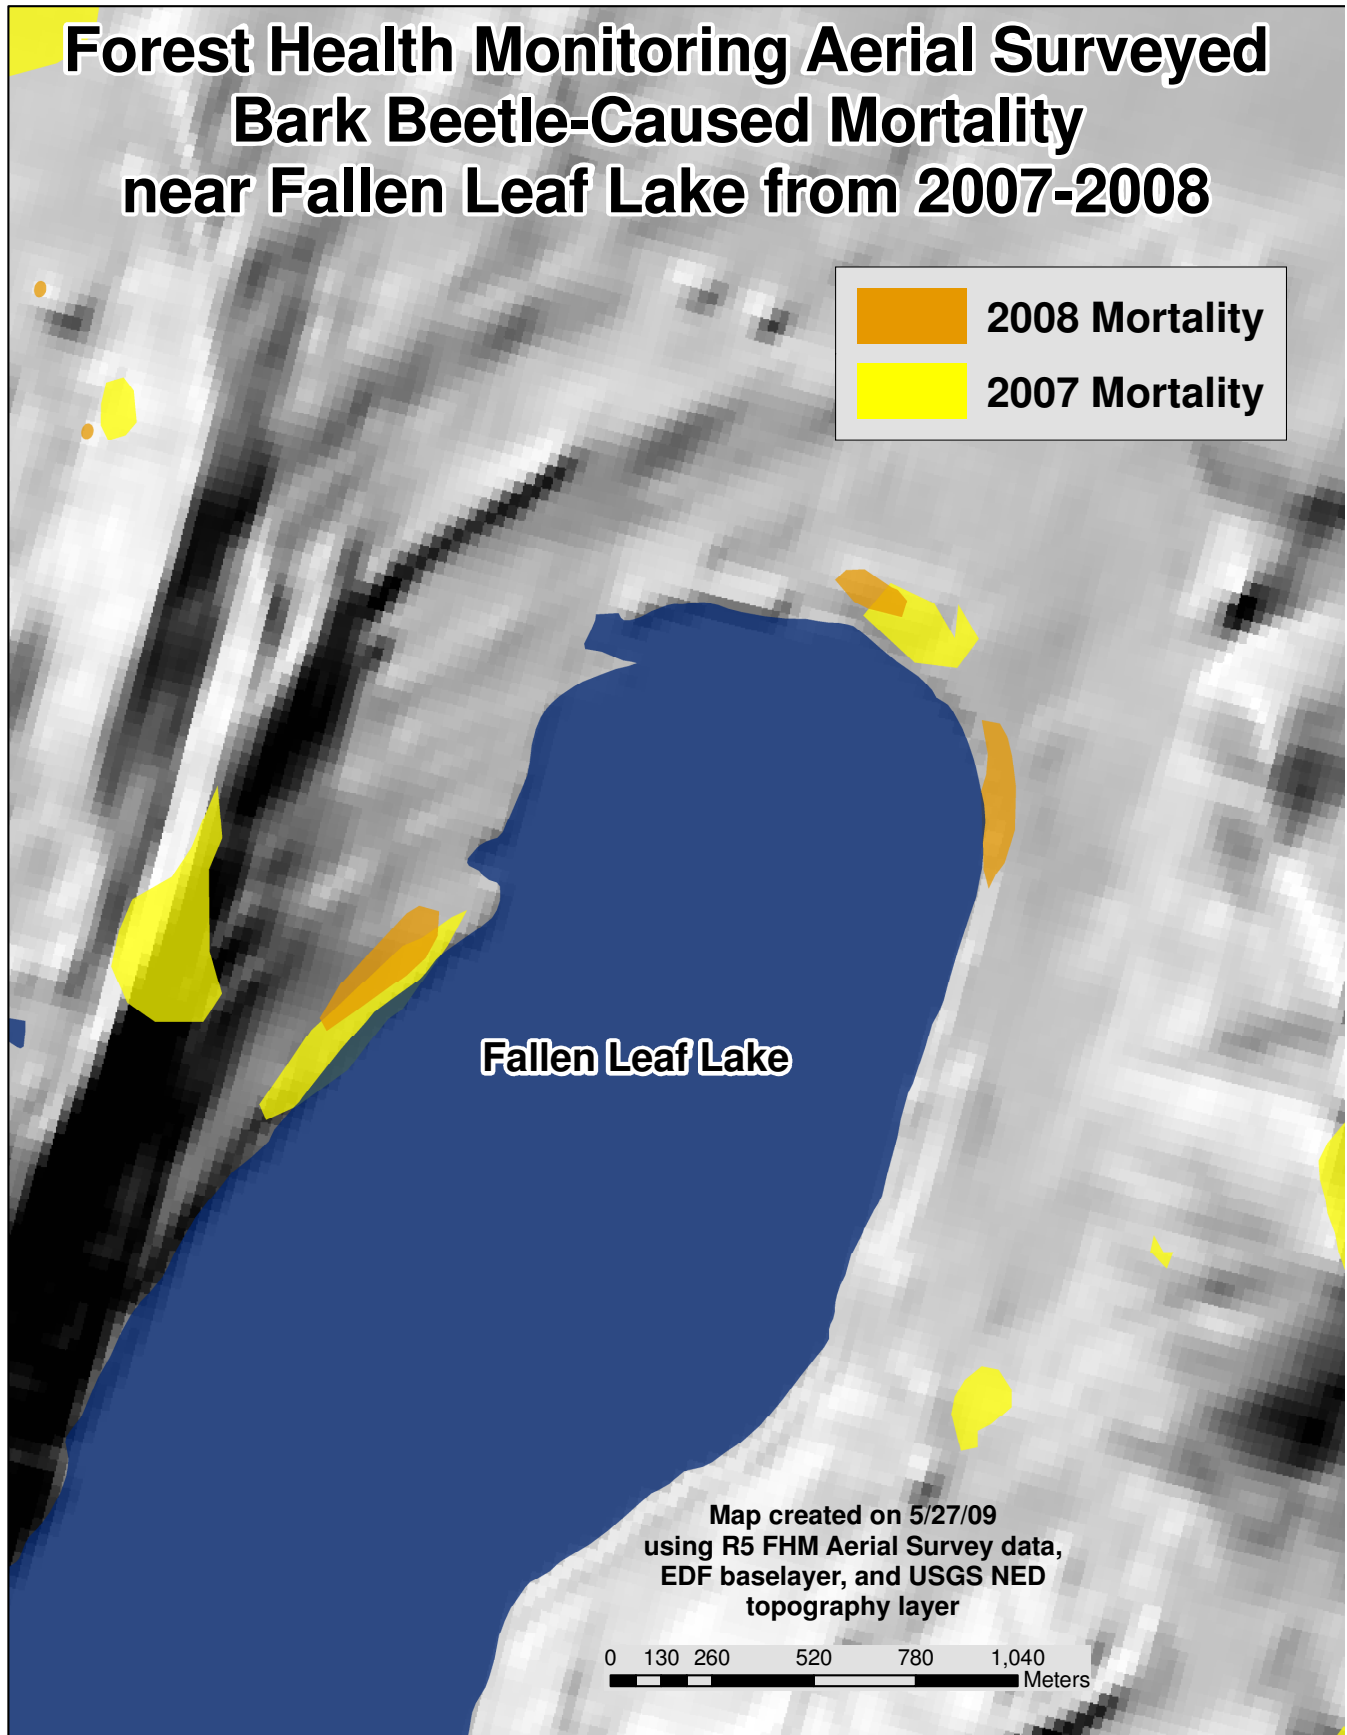 Forest Health Monitoring Aerial Surveyed
Bark Beetle-Caused Mortality
near Fallen Leaf Lake from 2007-2008
2008 Mortality
2007 Mortality
Fallen Leaf Lake
Map created on 5/27/09
using R5 FHM Aerial Survey data,
EDF baselayer, and USGS NED
topography layer
0 130 260 520 780 1,040
Meters